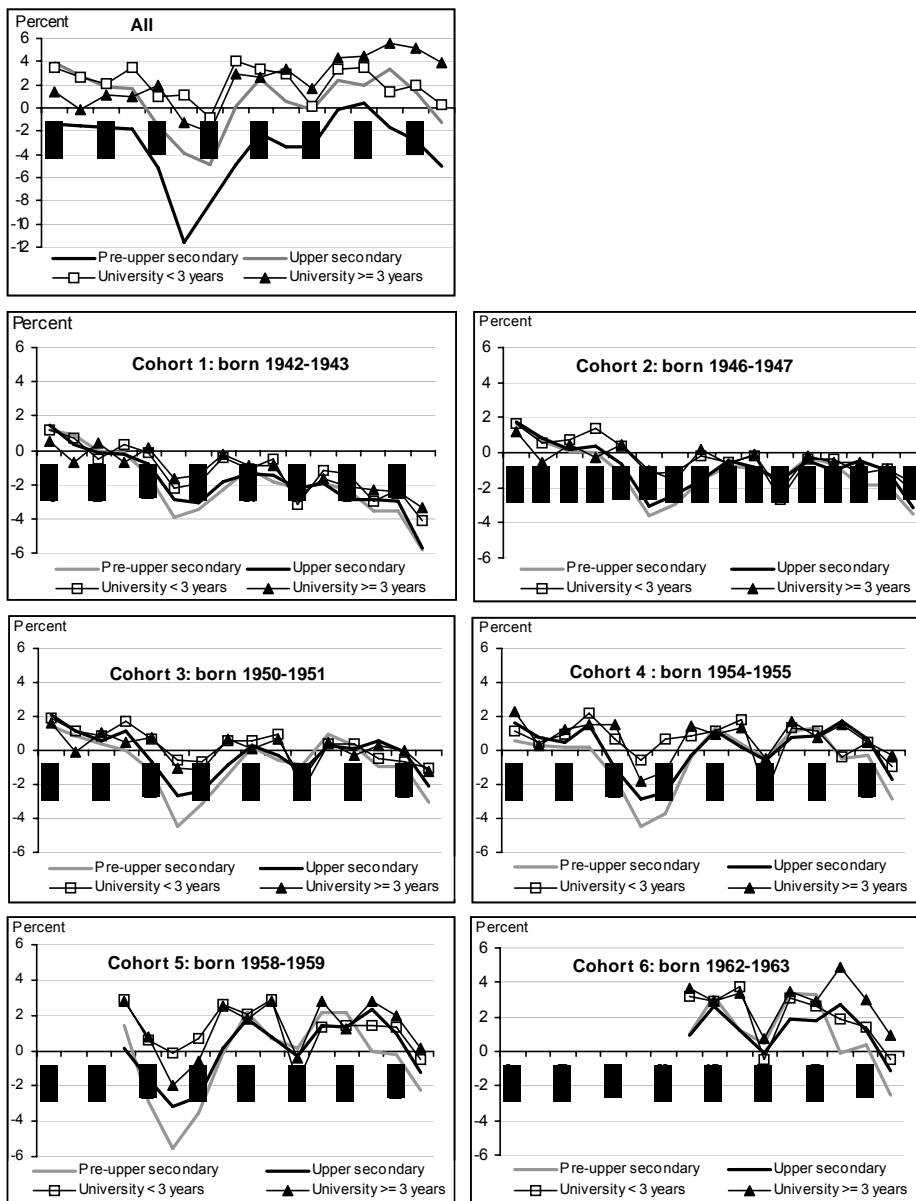 Percent
All
6
4
2
0
-2
-4
-6
-8
-10
-12
Pre-upper secondary Upper secondary
University < 3 years University >= 3 years
Percent
Cohort 1: born 1942-1943
6
4
2
0
-2
-4
-6
Pre-upper secondary Upper secondary
University < 3 years University >= 3 years
Percent
Cohort 2: born 1946-1947
6
4
2
0
-2
-4
-6
Pre-upper secondary Upper secondary
University < 3 years University >= 3 years
Percent
Cohort 3: born 1950-1951
6
4
2
0
-2
-4
-6
Pre-upper secondary Upper secondary
University < 3 years University >= 3 years
Percent
Cohort 4 : born 1954-1955
6
4
2
0
-2
-4
-6
Pre-upper secondary Upper secondary
University < 3 years University >= 3 years
Percent
Cohort 5: born 1958-1959
6
4
2
0
-2
-4
-6
Pre-upper secondary Upper secondary
University < 3 years University >= 3 years
Percent
Cohort 6: born 1962-1963
6
4
2
0
-2
-4
-6
Pre-upper secondary Upper secondary
University < 3 years University >= 3 years